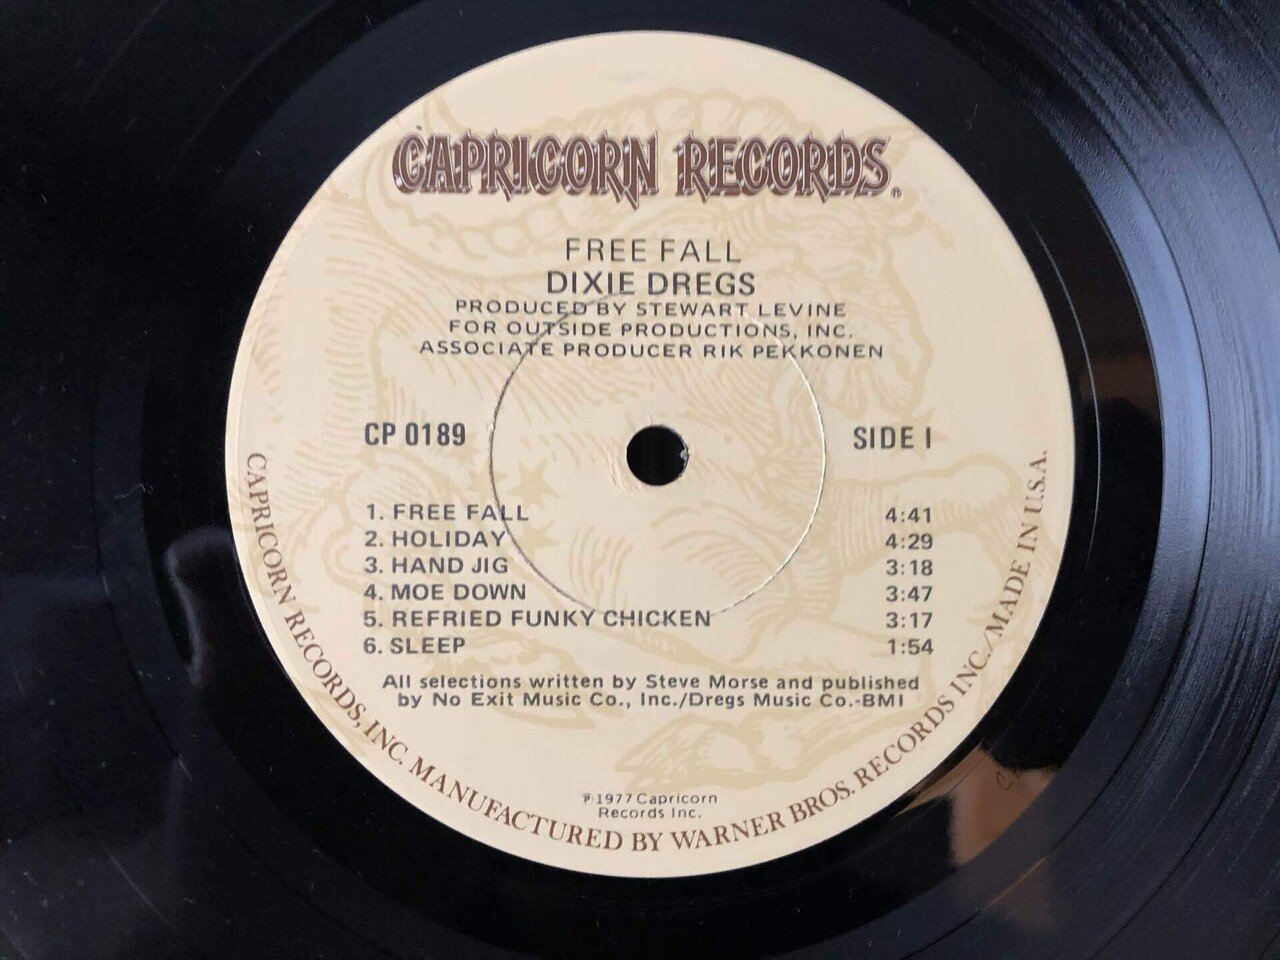 CAPRICORN RECORDS®
FREE FALL
DIXIE DREGS
PRODUCED BY STEWART LEVINE
FOR OUTSIDE PRODUCTIONS, INC.
ASSOCIATE PRODUCER RIK PEKKONEN
CP 0189
SIDE I
1. FREE FALL 4:41
2. HOLIDAY 4:29
3. HAND JIG 3:18
4. MOE DOWN 3:47
5. REFRIED FUNKY CHICKEN 3:17
6. SLEEP 1:54
All selections written by Steve Morse and published
by No Exit Music Co., Inc./Dregs Music Co.-BMI
℗ 1977 Capricorn
Records Inc.
CAPRICORN RECORDS, INC. MANUFACTURED BY WARNER BROS. RECORDS INC./MADE IN U.S.A.